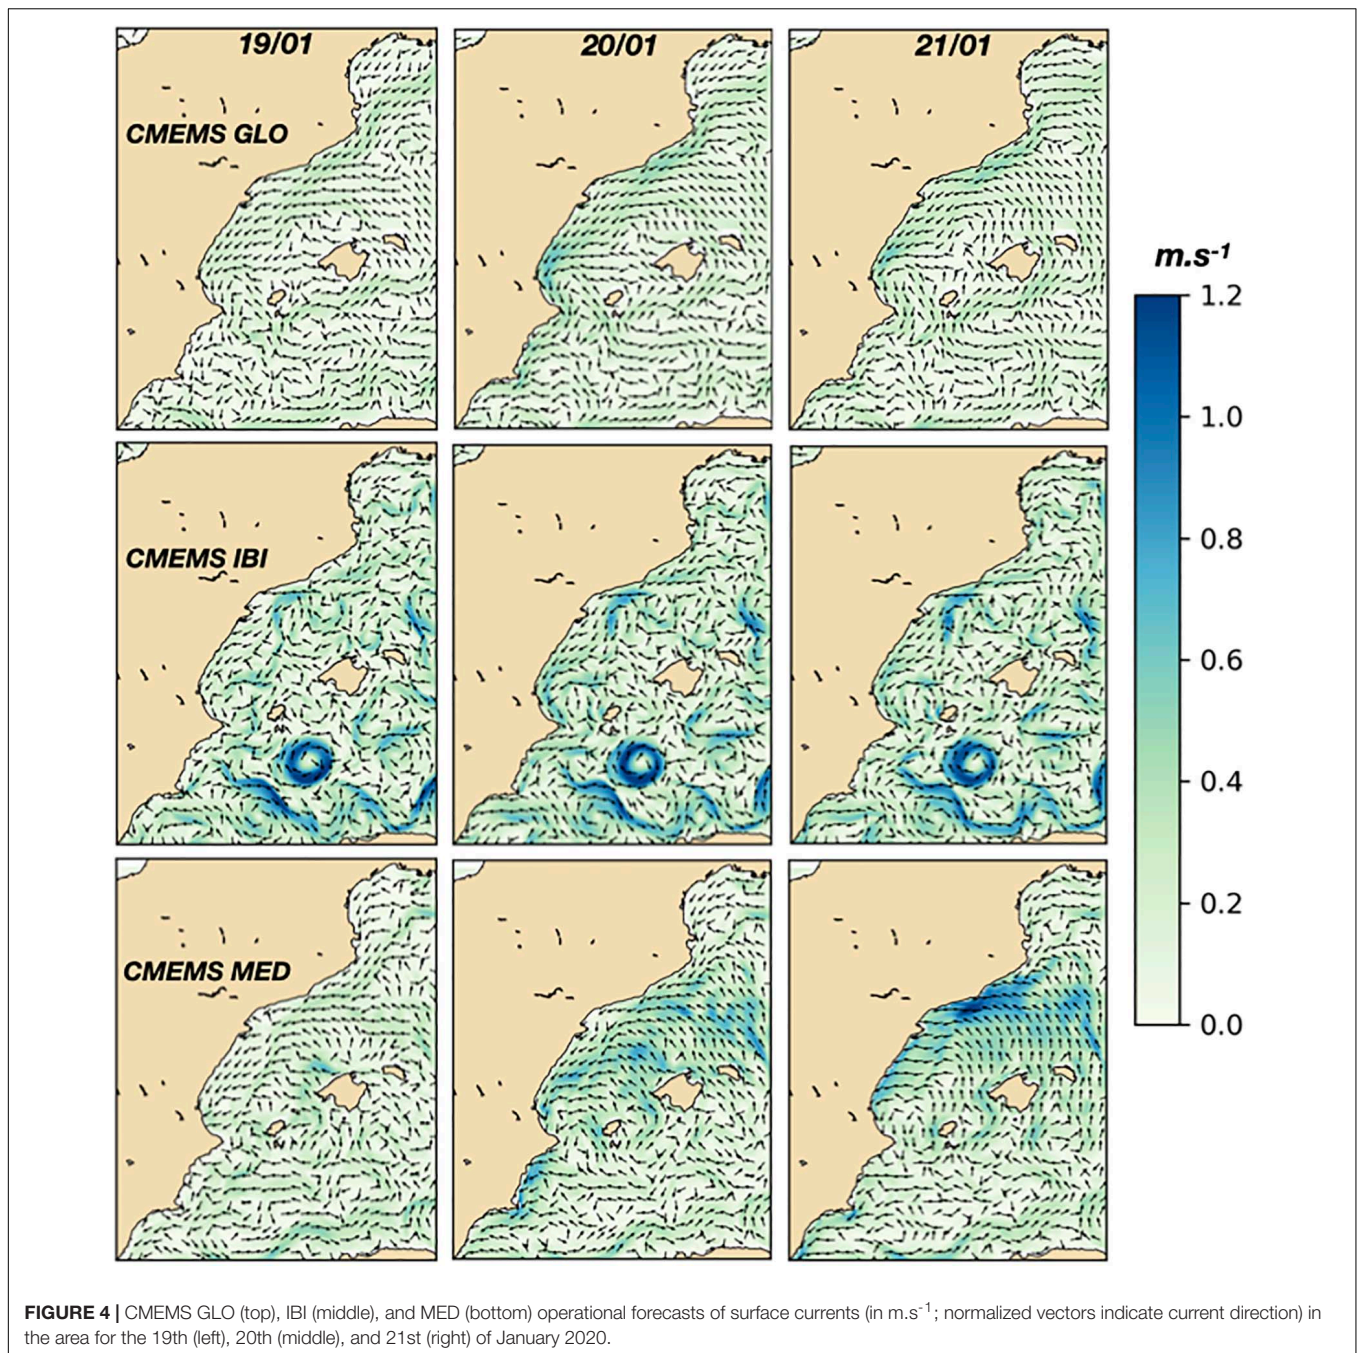 19/01
20/01
21/01
CMEMS GLO
m.s-1
1.2
1.0
0.8
0.6
0.4
0.2
0.0
CMEMS IBI
CMEMS MED
FIGURE 4 | CMEMS GLO (top), IBI (middle), and MED (bottom) operational forecasts of surface currents (in m.s-1; normalized vectors indicate current direction) in
the area for the 19th (left), 20th (middle), and 21st (right) of January 2020.